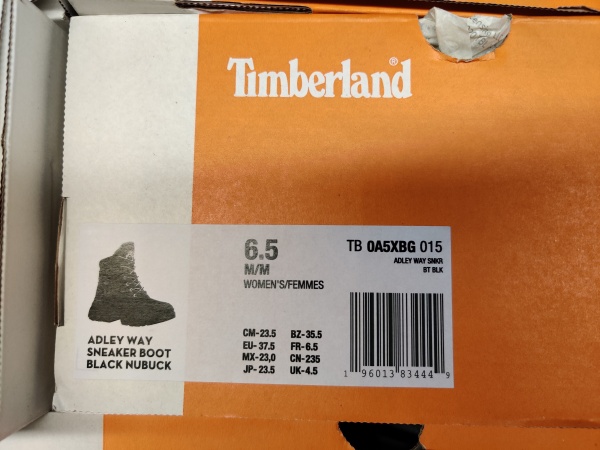 Timberland®
6.5
M/M
WOMEN'S/FEMMES
TB 0A5XBG 015
ADLEY WAY SNKR
BT BLK
CM-23.5 BZ-35.5
EU- 37.5 FR-6.5
MX-23,0 CN-235
JP- 23.5 UK-4.5
1 96013 83444 9
ADLEY WAY
SNEAKER BOOT
BLACK NUBUCK